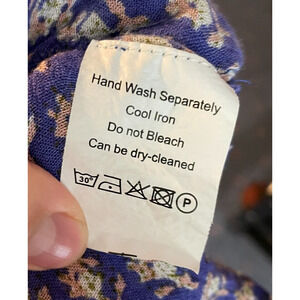 Hand Wash Separately
Cool Iron
Do not Bleach
Can be dry-cleaned
30° P